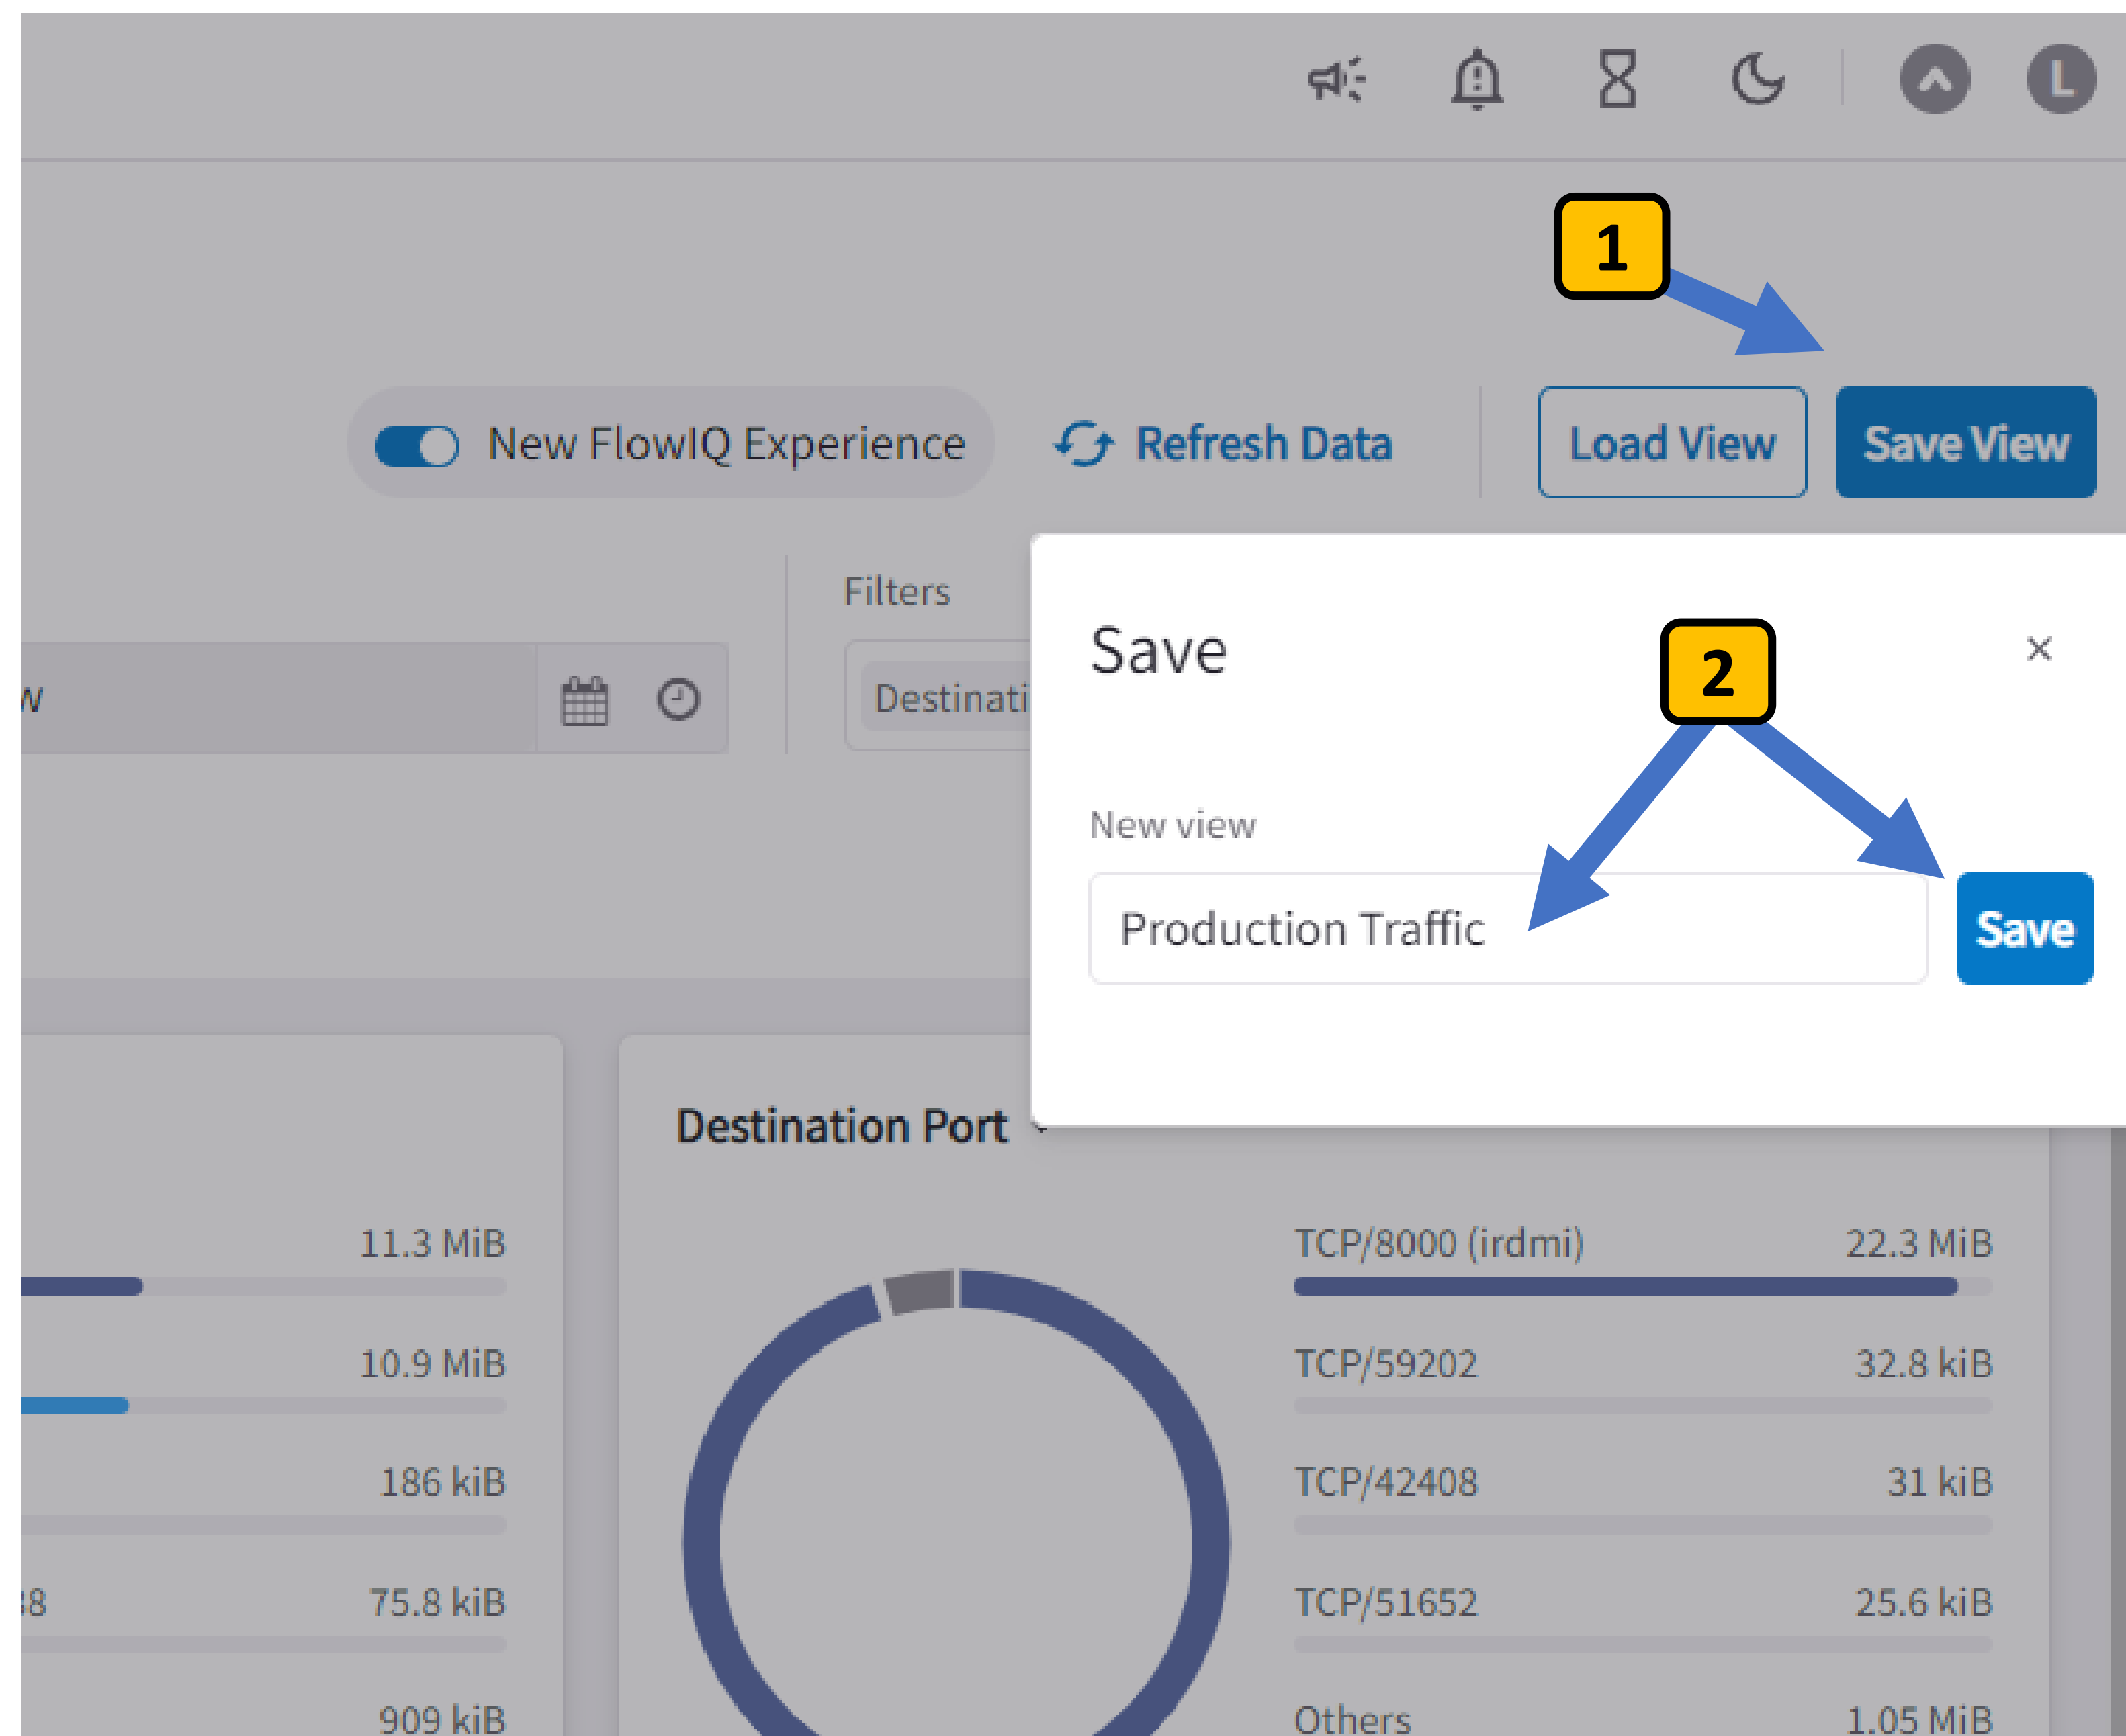 L
1
New FlowIQ Experience
Refresh Data
Load View
Save View
Filters
w
Destinati
Save
2
×
New view
Production Traffic
Save
Destination Port
11.3 MiB
10.9 MiB
186 kiB
75.8 kiB
909 kiB
TCP/8000 (irdmi) 22.3 MiB
TCP/59202 32.8 kiB
TCP/42408 31 kiB
TCP/51652 25.6 kiB
Others 1.05 MiB